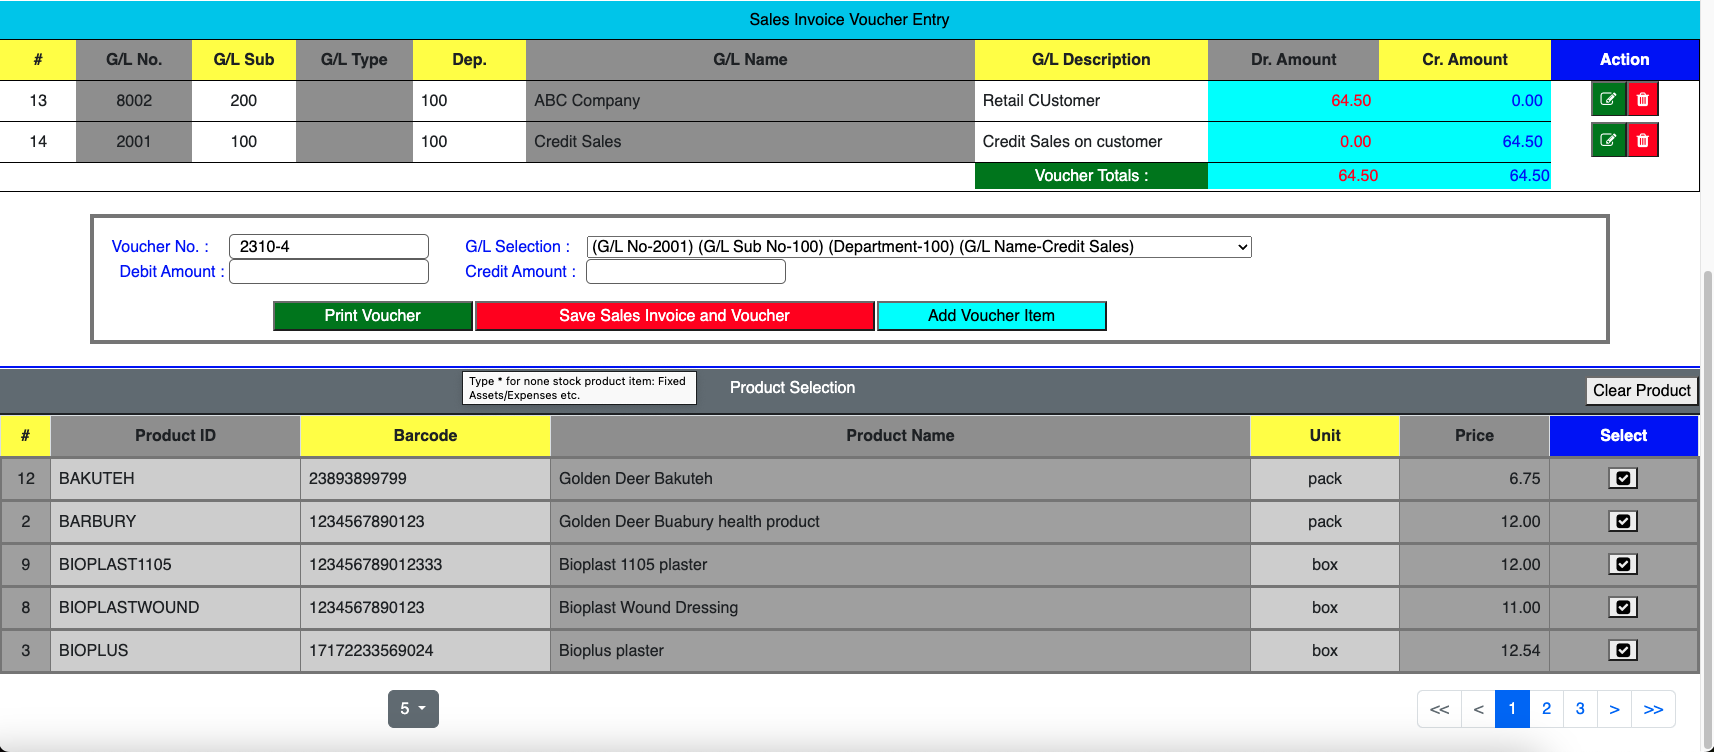 Sales Invoice Voucher Entry
# G/L No. G/L Sub G/L Type Dep. G/L Name G/L Description Dr. Amount Cr. Amount Action
13 8002 200 100 ABC Company Retail CUstomer 64.50 0.00
14 2001 100 100 Credit Sales Credit Sales on customer 0.00 64.50
Voucher Totals : 64.50 64.50
Voucher No. : 2310-4 G/L Selection : (G/L No-2001) (G/L Sub No-100) (Department-100) (G/L Name-Credit Sales)
Debit Amount : Credit Amount :
Print Voucher Save Sales Invoice and Voucher Add Voucher Item
Type * for none stock product item: Fixed
Assets/Expenses etc.
Product Selection
Clear Product
# Product ID Barcode Product Name Unit Price Select
12 BAKUTEH 23893899799 Golden Deer Bakuteh pack 6.75
2 BARBURY 1234567890123 Golden Deer Buabury health product pack 12.00
9 BIOPLAST1105 123456789012333 Bioplast 1105 plaster box 12.00
8 BIOPLASTWOUND 1234567890123 Bioplast Wound Dressing box 11.00
3 BIOPLUS 17172233569024 Bioplus plaster box 12.54
5 << < 1 2 3 > >>